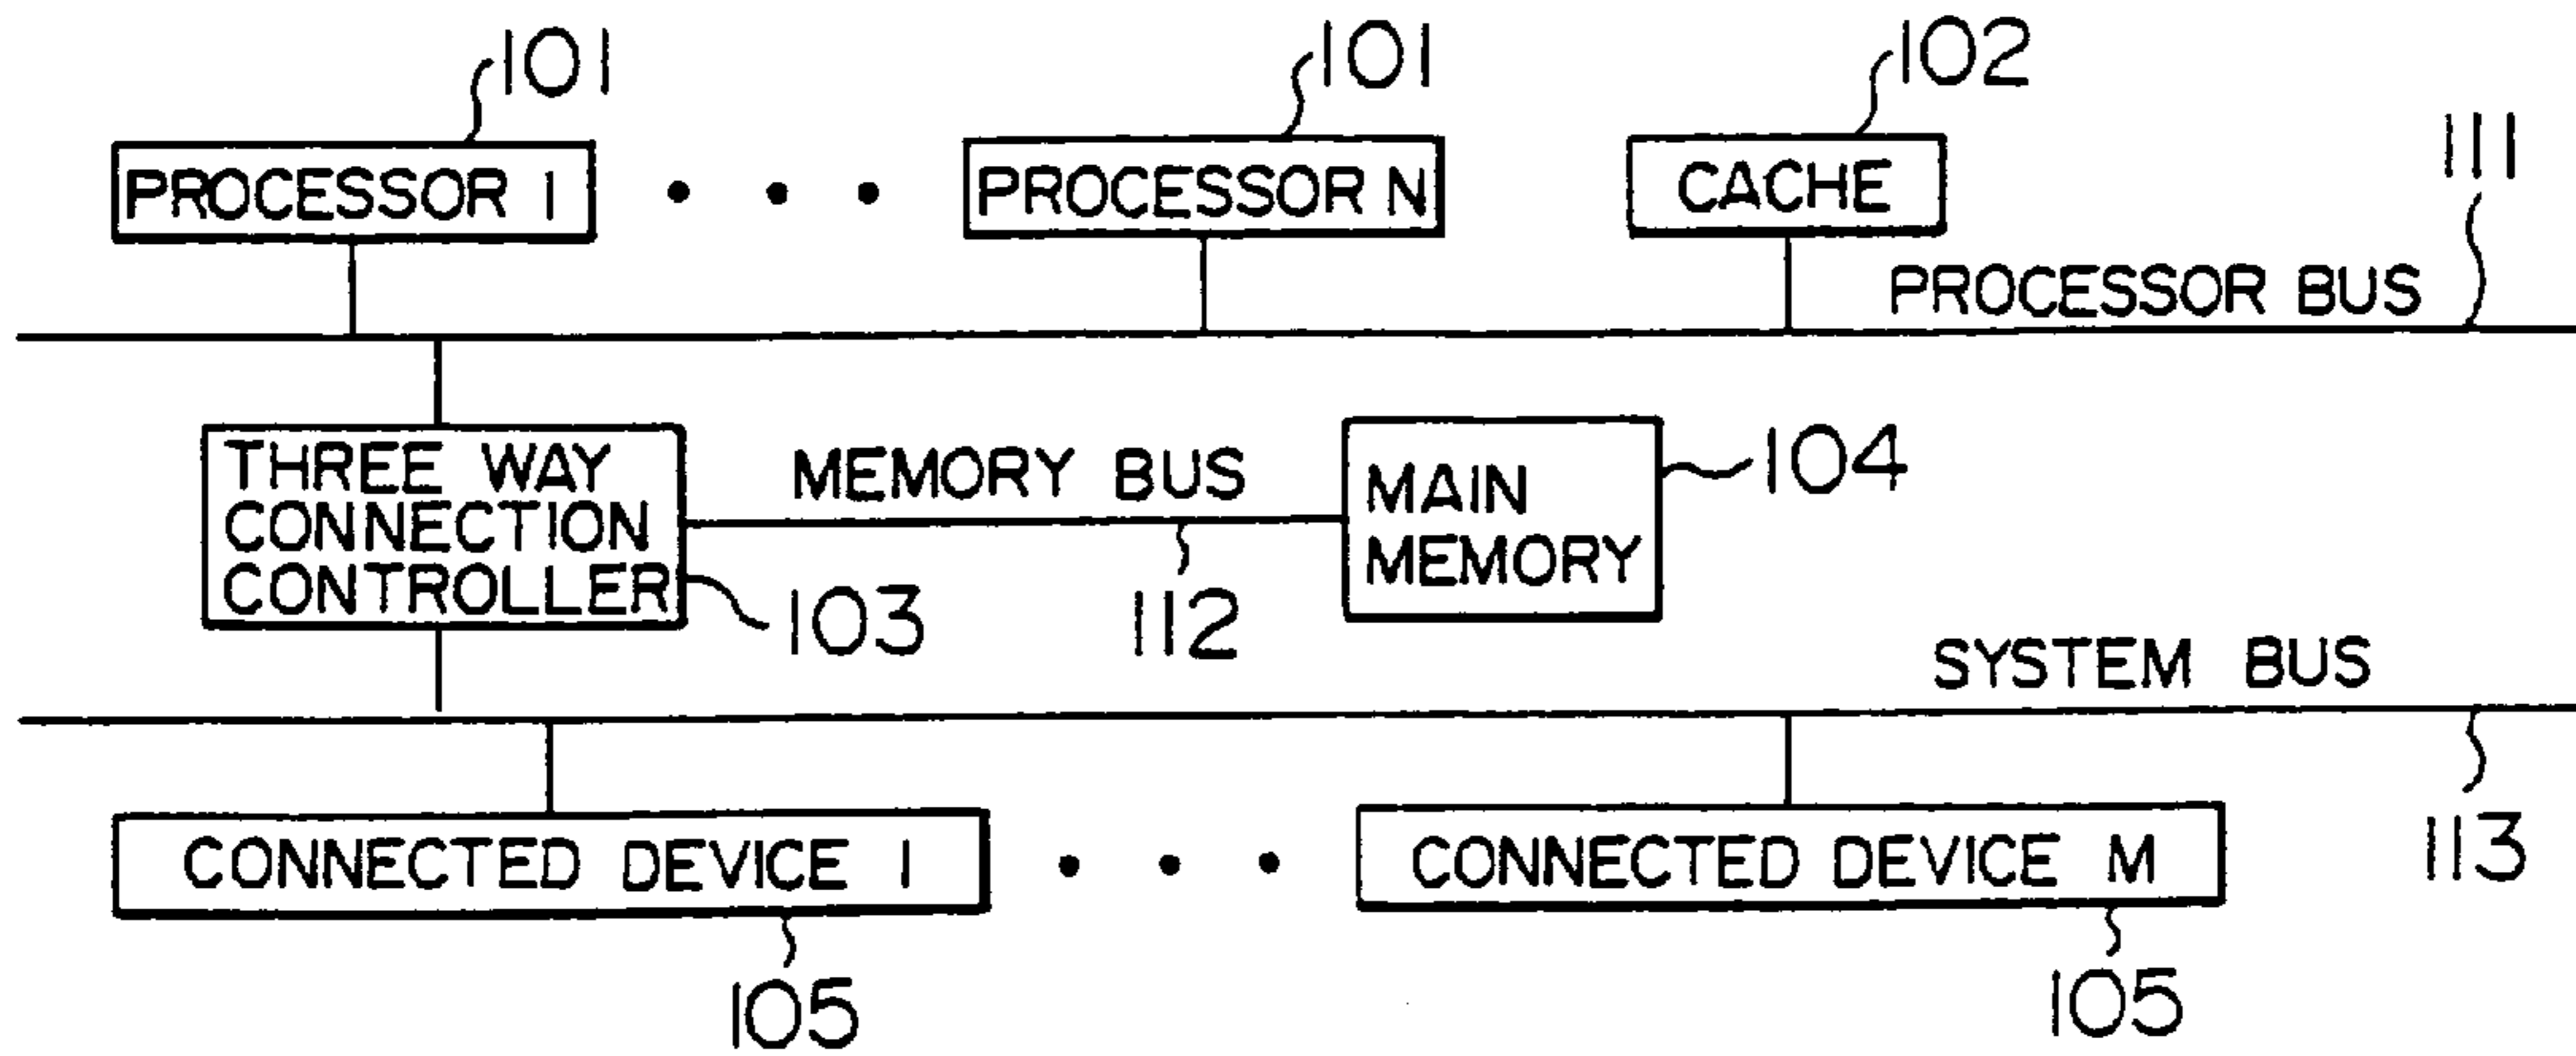 101
101
102
111
PROCESSOR 1
PROCESSOR N
CACHE
PROCESSOR BUS
THREE WAY
CONNECTION
CONTROLLER
103
MEMORY BUS
112
MAIN
MEMORY
104
SYSTEM BUS
113
CONNECTED DEVICE 1
CONNECTED DEVICE M
105
105